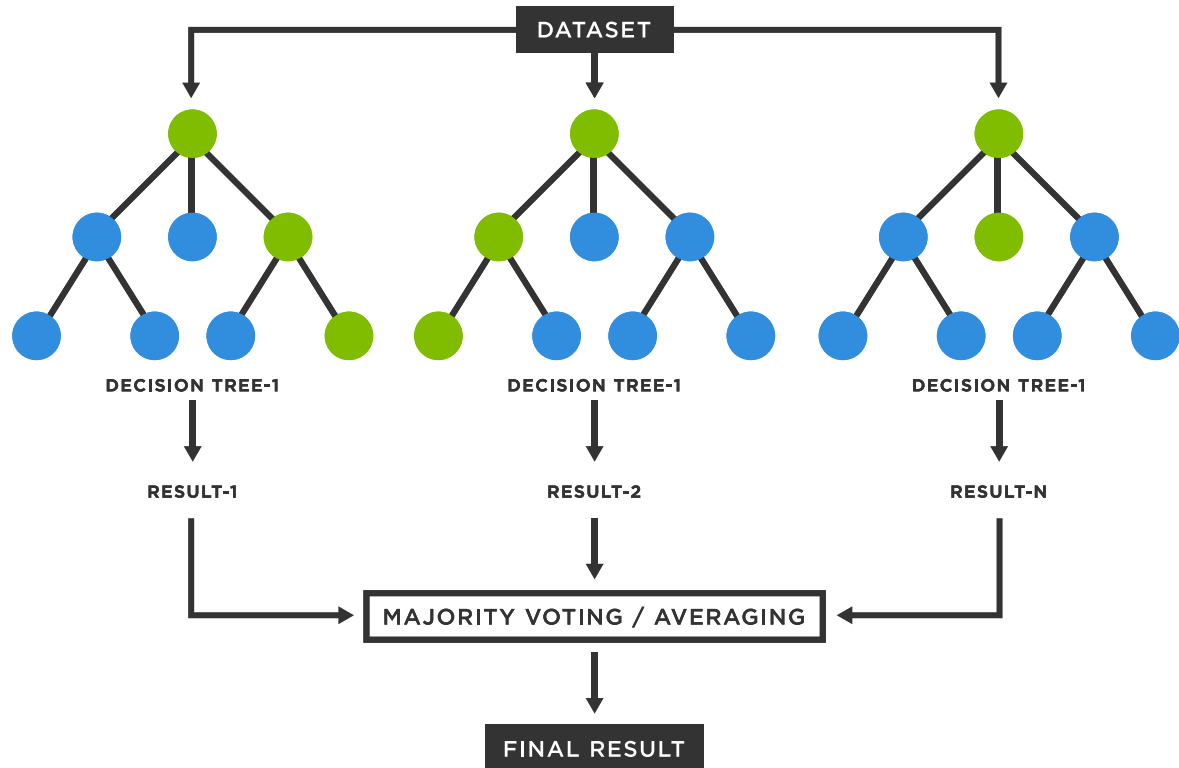 DATASET
DECISION TREE-1
DECISION TREE-1
DECISION TREE-1
RESULT-1
RESULT-2
RESULT-N
MAJORITY VOTING / AVERAGING
FINAL RESULT